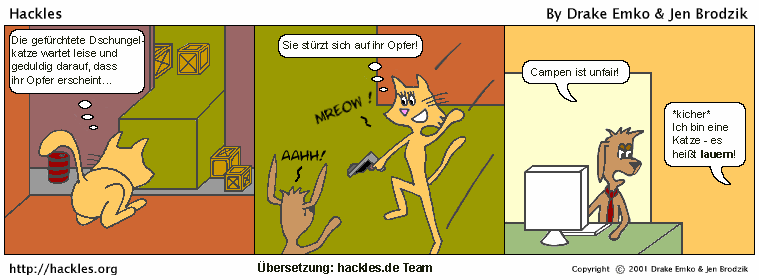 Hackles
By Drake Emko & Jen Brodzik
Die gefürchtete Dschungel-
katze wartet leise und
geduldig darauf, dass
ihr Opfer erscheint...
Sie stürzt sich auf ihr Opfer!
MREOW!
AAHH!
Campen ist unfair!
*kicher*
Ich bin eine
Katze - es
heißt lauern!
http://hackles.org
Übersetzung: hackles.de Team
Copyright © 2001 Drake Emko & Jen Brodzik